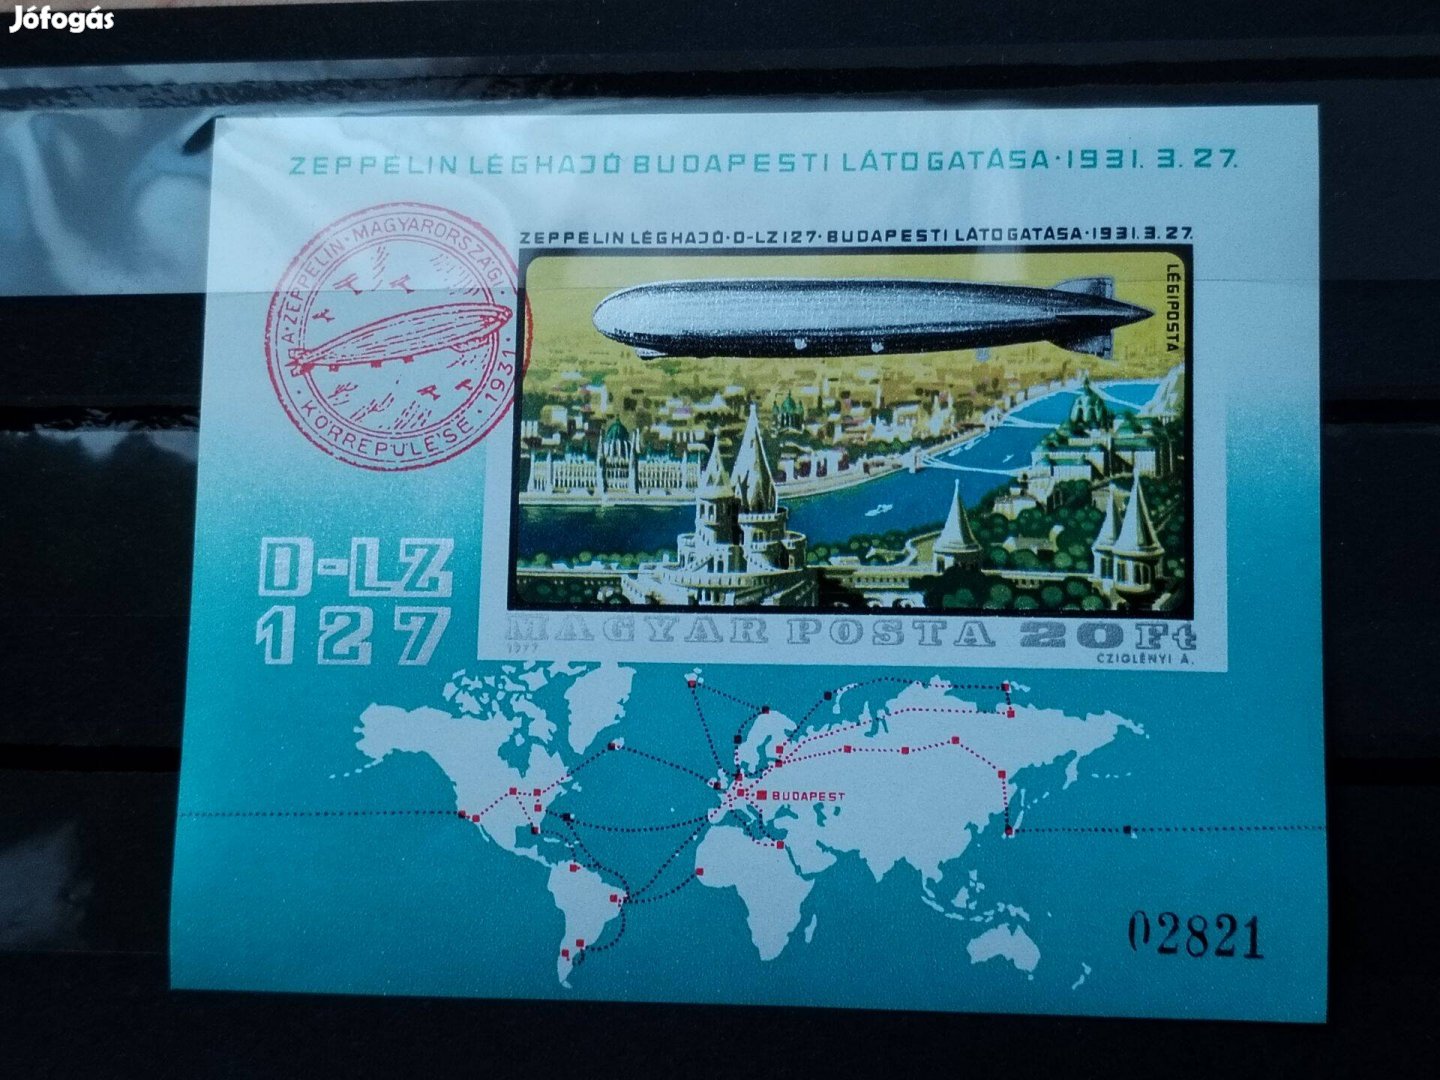 Jófogás
ZEPPELIN LÉGHAJÓ BUDAPESTI LÁTOGATÁSA·1931. 3. 27.
ZEPPELIN LÉGHAJÓ·D-LZ127·BUDAPESTI LÁTOGATÁSA·1931.3.27.
LÉGIPOSTA
A ZEPPELIN·MAGYARORSZÁGI
KÖRREPÜLÉSE·1931·
D-LZ
127
MAGYAR POSTA 20Ft
1977
CZIGLÉNYI A.
BUDAPEST
02821